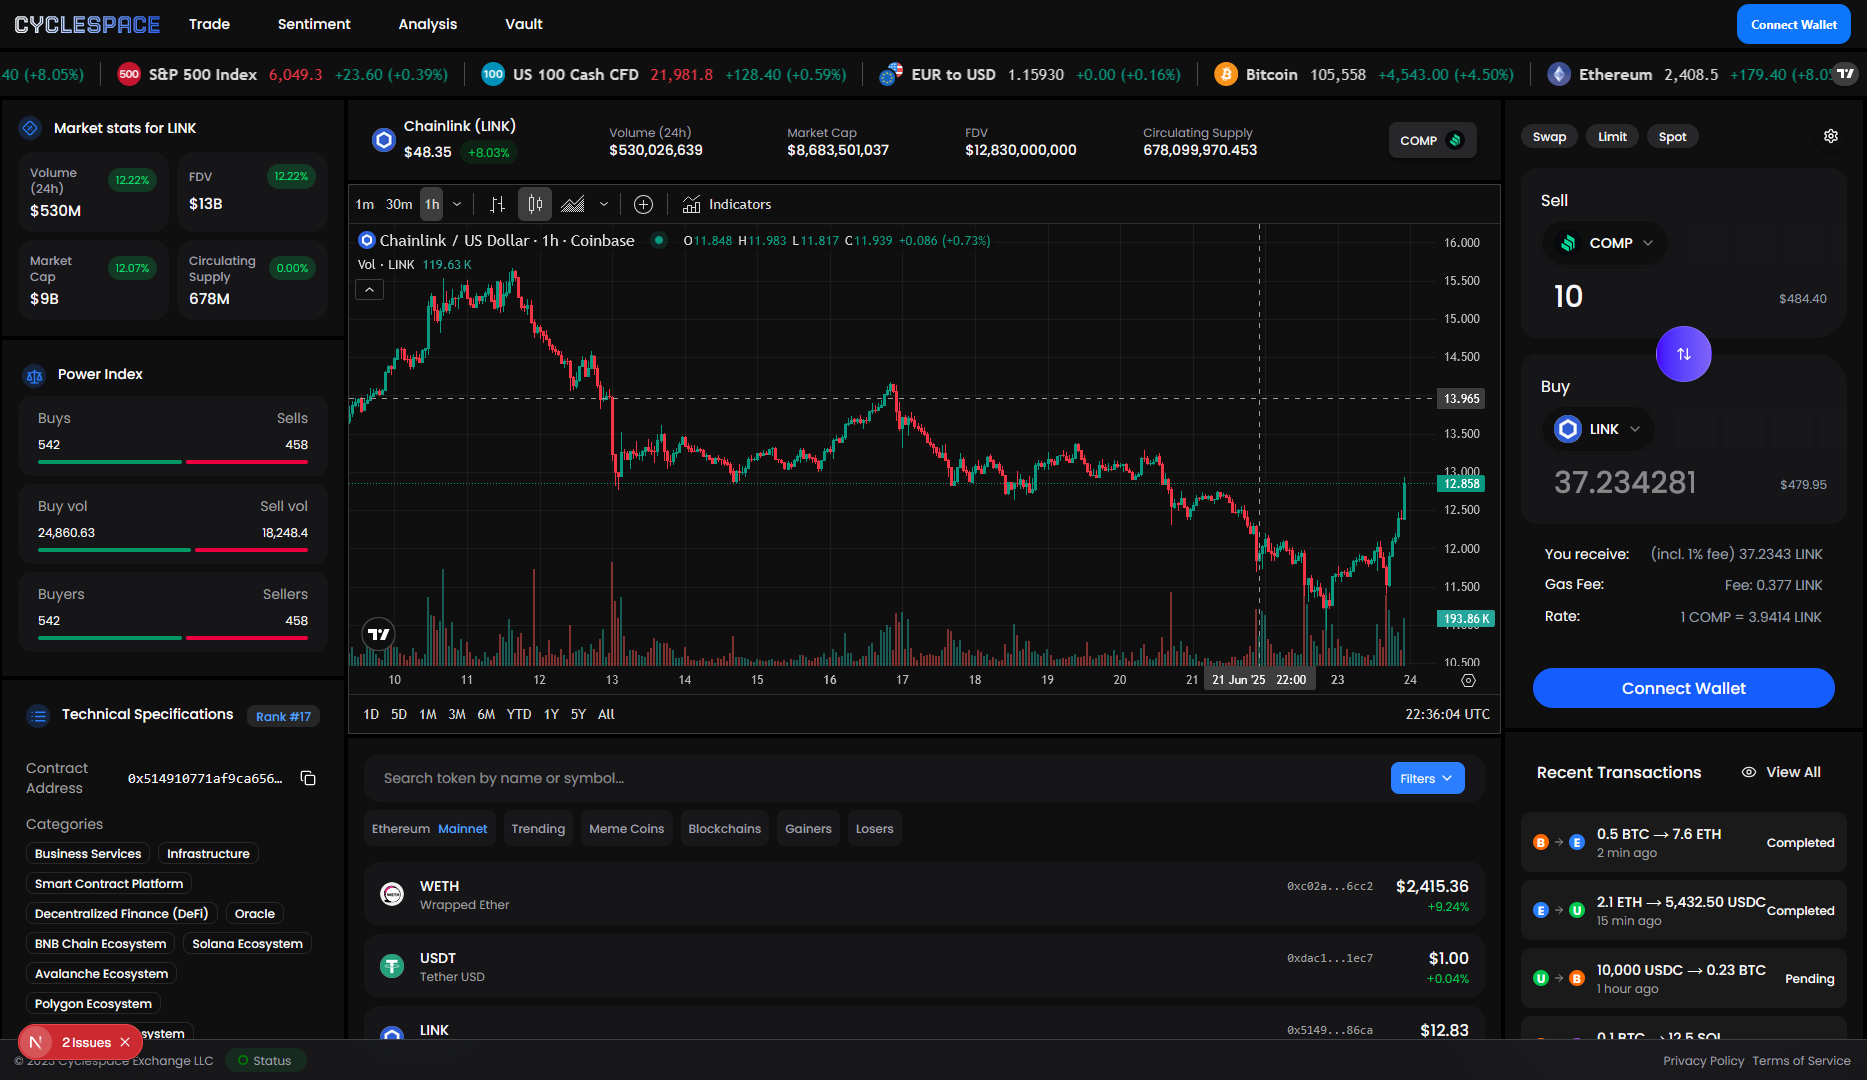 CYCLESPACE Trade Sentiment Analysis Vault Connect Wallet
40 (+8.05%) 500 S&P 500 Index 6,049.3 +23.60 (+0.39%) 100 US 100 Cash CFD 21,981.8 +128.40 (+0.59%) EUR to USD 1.15930 +0.00 (+0.16%) Bitcoin 105,558 +4,543.00 (+4.50%) Ethereum 2,408.5 +179.40 (+8.0
Market stats for LINK
Volume (24h) 12.22%
$530M
FDV 12.22%
$13B
Market Cap 12.07%
$9B
Circulating Supply 0.00%
678M
Power Index
Buys Sells
542 458
Buy vol Sell vol
24,860.63 18,248.4
Buyers Sellers
542 458
Technical Specifications Rank #17
Contract Address 0x514910771af9ca656...
Categories
Business Services Infrastructure
Smart Contract Platform
Decentralized Finance (DeFi) Oracle
BNB Chain Ecosystem Solana Ecosystem
Avalanche Ecosystem
Polygon Ecosystem
system
N 2 Issues
Cyclespace Exchange LLC Status
Chainlink (LINK)
$48.35 +8.03%
Volume (24h)
$530,026,639
Market Cap
$8,683,501,037
FDV
$12,830,000,000
Circulating Supply
678,099,970.453
COMP
1m 30m 1h Indicators
Chainlink / US Dollar · 1h · Coinbase O11.848 H11.983 L11.817 C11.939 +0.086 (+0.73%)
Vol · LINK 119.63 K
16.000
15.500
15.000
14.500
13.965
13.500
13.000
12.858
12.500
12.000
11.500
193.86 K
10.500
10 11 12 13 14 15 16 17 18 19 20 21 21 Jun '25 22:00 23 24
1D 5D 1M 3M 6M YTD 1Y 5Y All 22:36:04 UTC
Search token by name or symbol... Filters
Ethereum Mainnet Trending Meme Coins Blockchains Gainers Losers
WETH 0xc02a...6cc2 $2,415.36
Wrapped Ether +9.24%
USDT 0xdac1...1ec7 $1.00
Tether USD +0.04%
LINK 0x5149...86ca $12.83
Swap Limit Spot
Sell
COMP
10 $484.40
Buy
LINK
37.234281 $479.95
You receive: (incl. 1% fee) 37.2343 LINK
Gas Fee: Fee: 0.377 LINK
Rate: 1 COMP = 3.9414 LINK
Connect Wallet
Recent Transactions View All
B → E 0.5 BTC → 7.6 ETH Completed
2 min ago
E → U 2.1 ETH → 5,432.50 USDC Completed
15 min ago
U → B 10,000 USDC → 0.23 BTC Pending
1 hour ago
0.1 BTC → 12.5 SOL
Privacy Policy Terms of Service